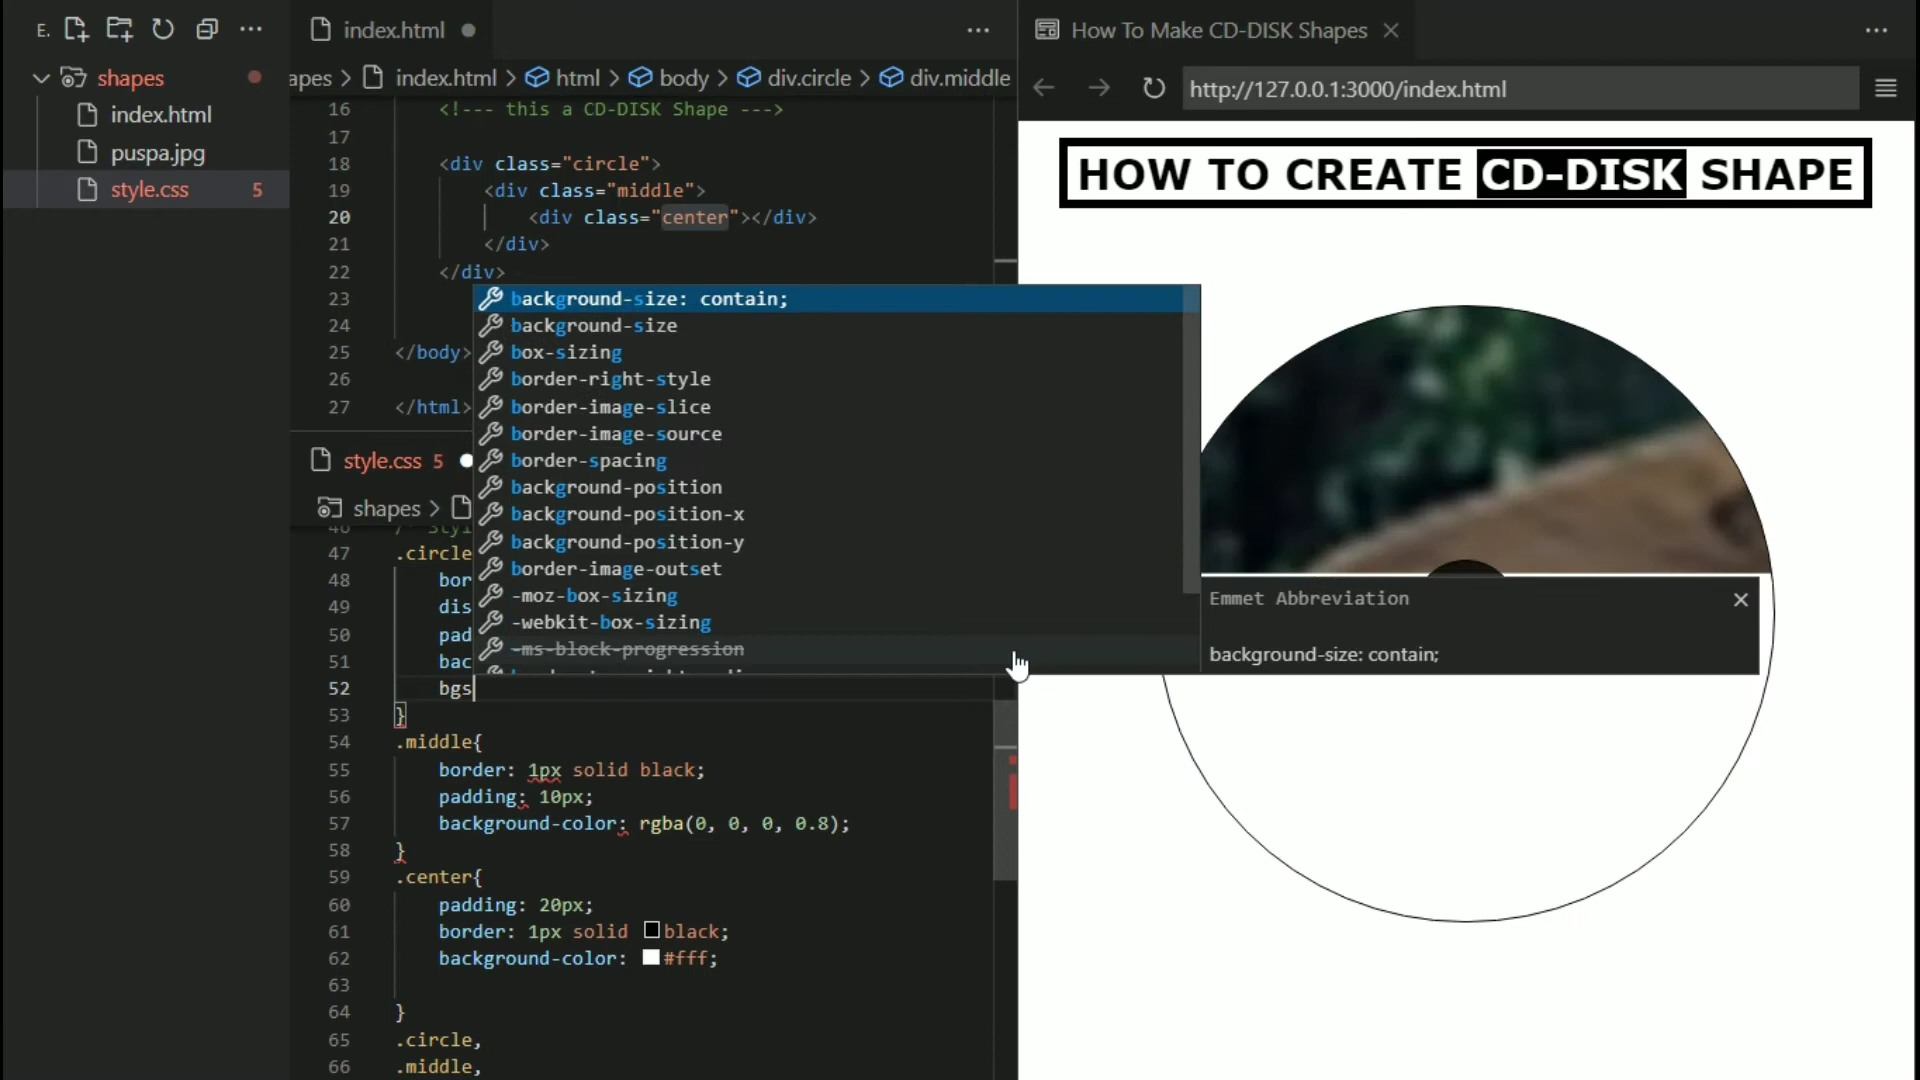 E.
shapes
index.html
puspa.jpg
style.css 5
index.html
apes > index.html > html > body > div.circle > div.middle
16 <!--- this a CD-DISK Shape --->
17
18 <div class="circle">
19 <div class="middle">
20 <div class="center"></div>
21 </div>
22 </div>
23
24
25 </body>
26
27 </html>
background-size: contain;
background-size
box-sizing
border-right-style
border-image-slice
border-image-source
border-spacing
background-position
background-position-x
background-position-y
border-image-outset
-moz-box-sizing
-webkit-box-sizing
-ms-block-progression
Emmet Abbreviation
background-size: contain;
style.css 5
shapes >
47 .circle
48 bor
49 dis
50 pad
51 bac
52 bgs
53 }
54 .middle{
55 border: 1px solid black;
56 padding: 10px;
57 background-color: rgba(0, 0, 0, 0.8);
58 }
59 .center{
60 padding: 20px;
61 border: 1px solid black;
62 background-color: #fff;
63
64 }
65 .circle,
66 .middle,
How To Make CD-DISK Shapes
http://127.0.0.1:3000/index.html
HOW TO CREATE CD-DISK SHAPE